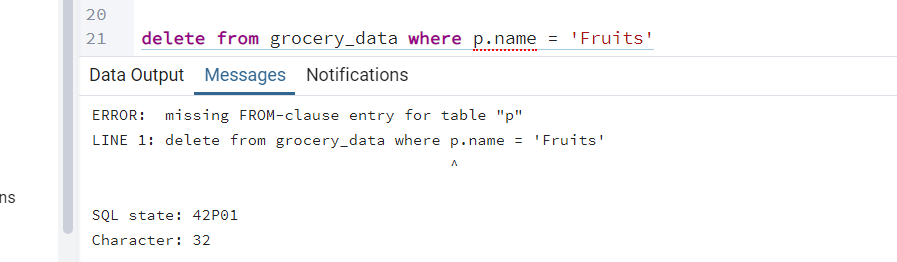 20
21 delete from grocery_data where p.name = 'Fruits'
Data Output Messages Notifications
ERROR:  missing FROM-clause entry for table "p"
LINE 1: delete from grocery_data where p.name = 'Fruits'
^
ns
SQL state: 42P01
Character: 32